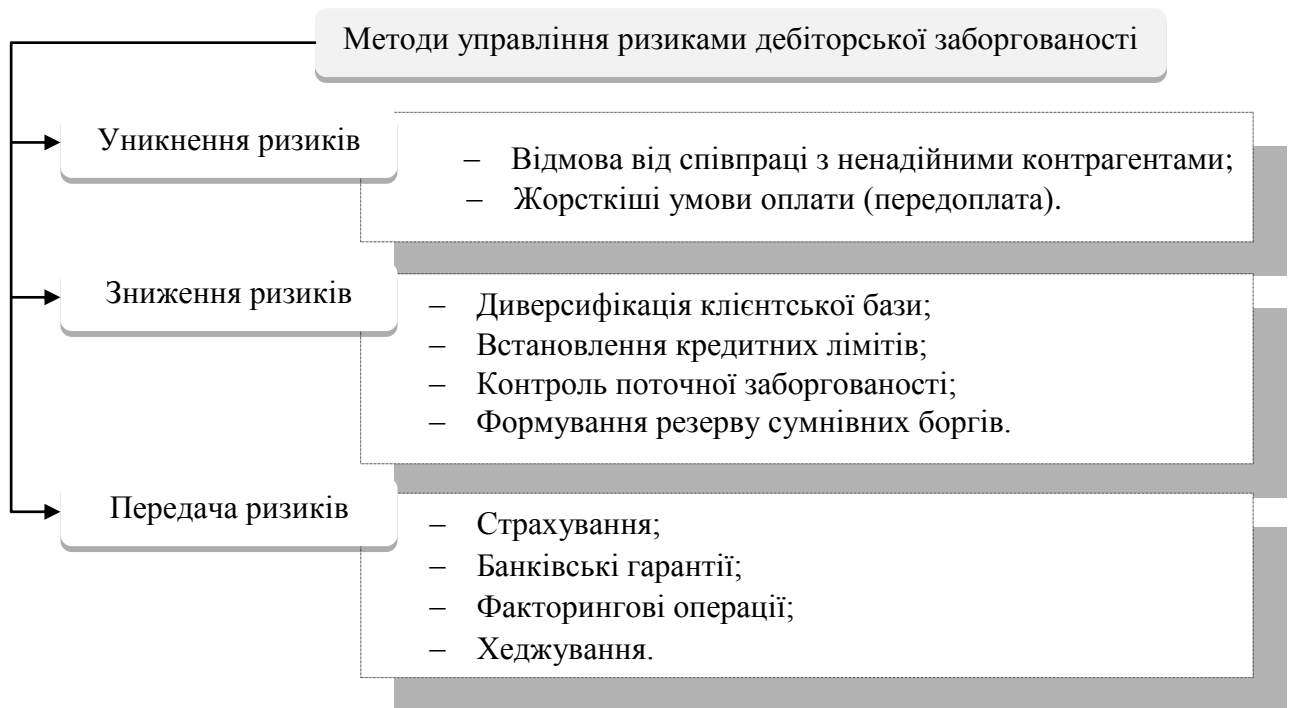 Методи управління ризиками дебіторської заборгованості
Уникнення ризиків
– Відмова від співпраці з ненадійними контрагентами;
– Жорсткіші умови оплати (передоплата).
Зниження ризиків
– Диверсифікація клієнтської бази;
– Встановлення кредитних лімітів;
– Контроль поточної заборгованості;
– Формування резерву сумнівних боргів.
Передача ризиків
– Страхування;
– Банківські гарантії;
– Факторингові операції;
– Хеджування.